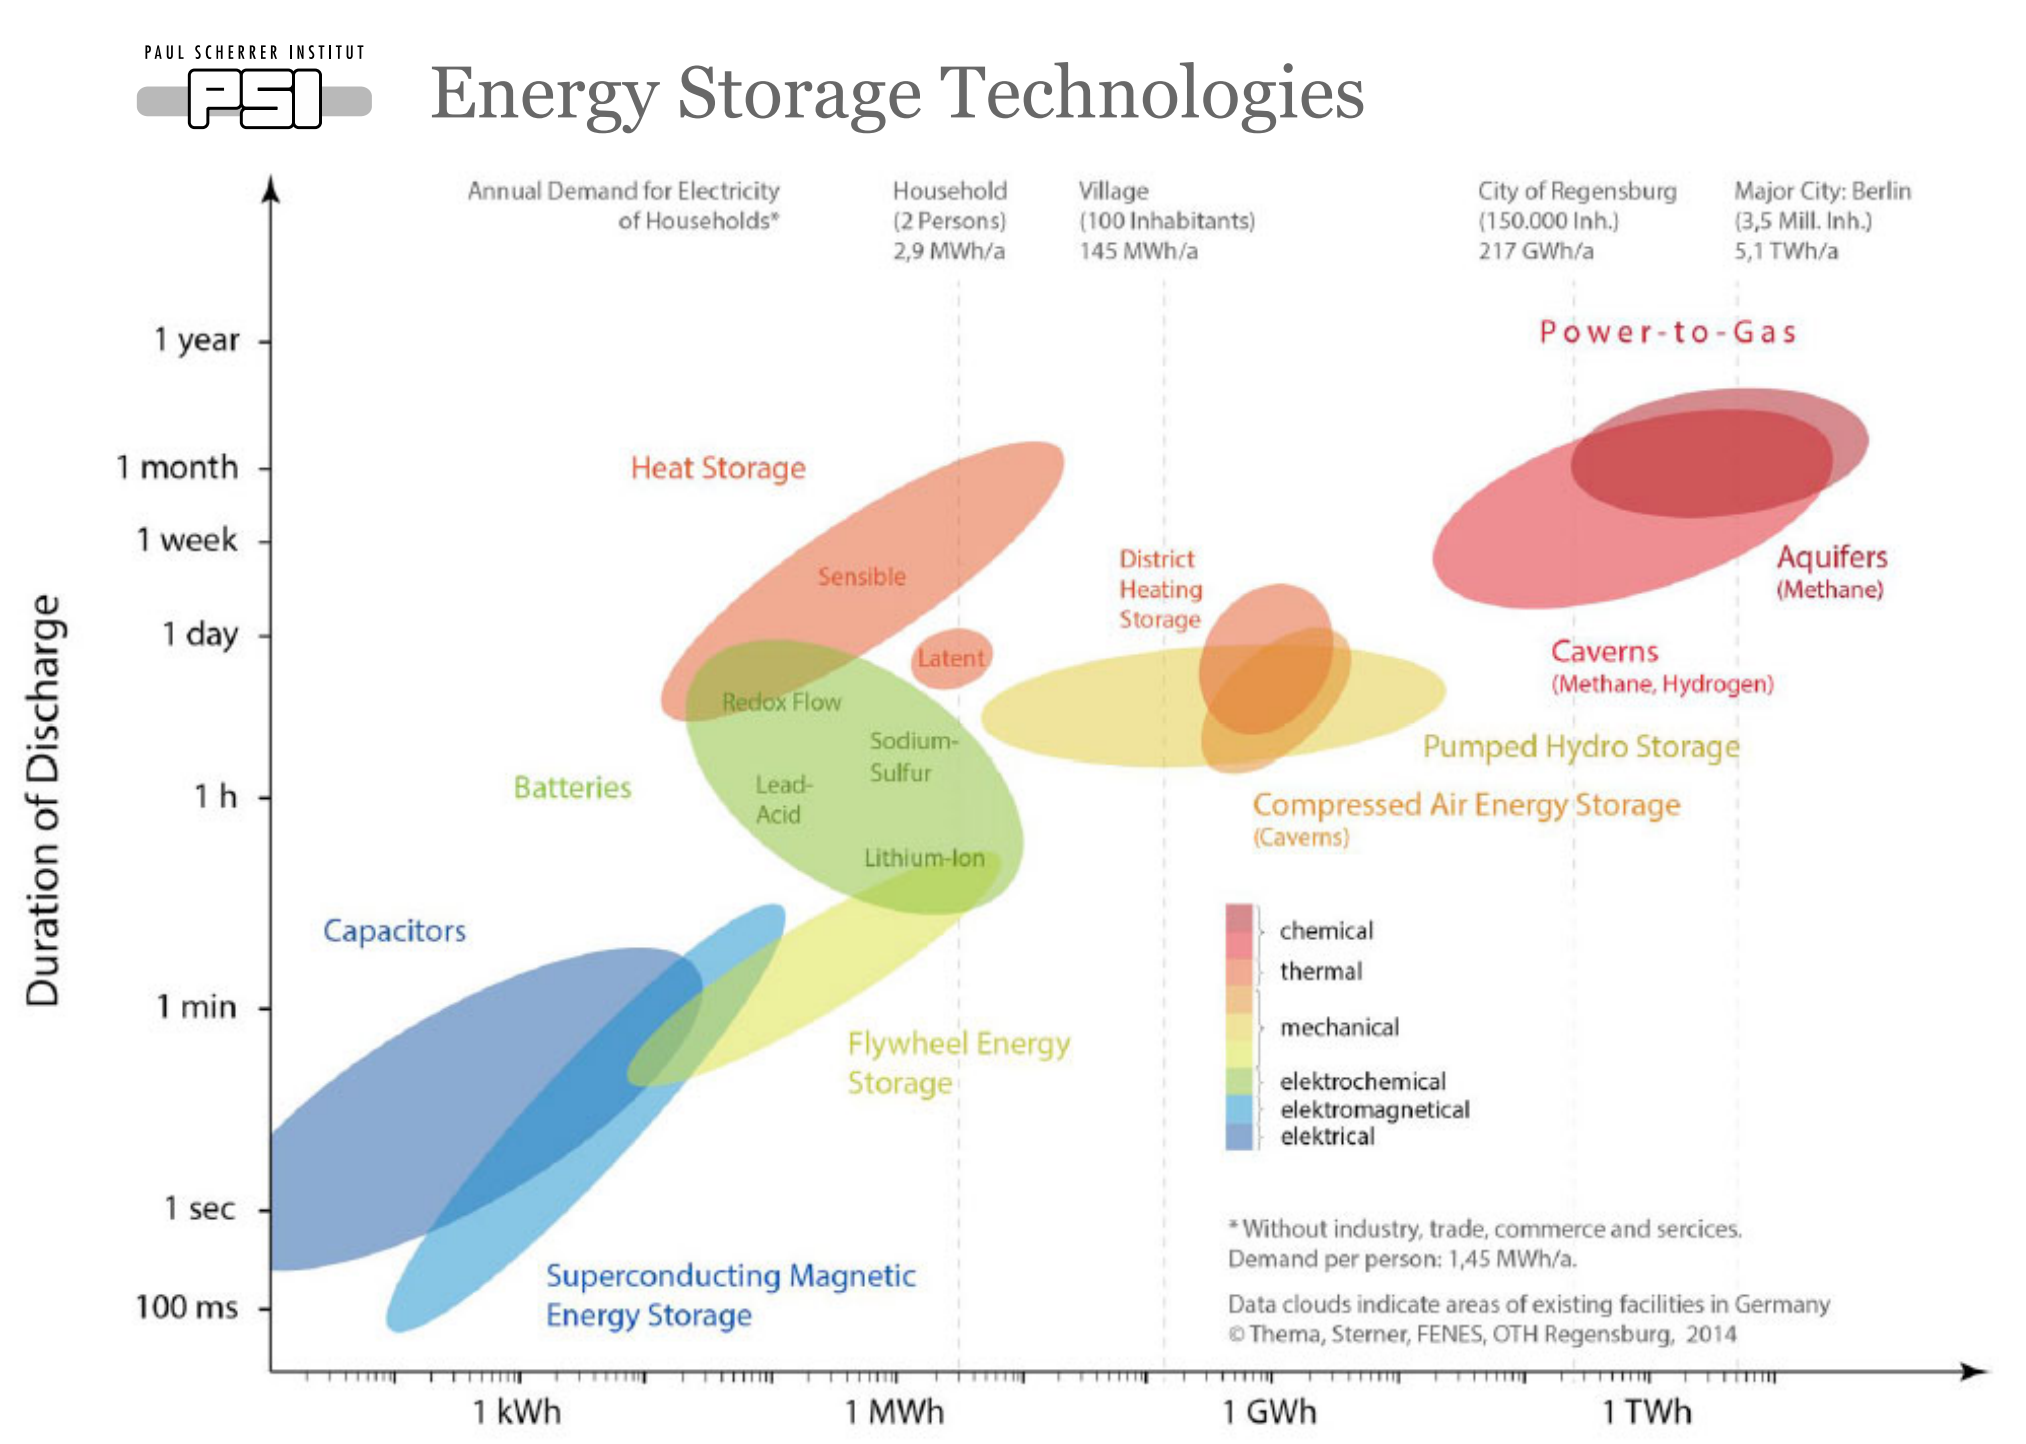 PAUL SCHERRER INSTITUT
PSI
Energy Storage Technologies
Annual Demand for Electricity
of Households*
Household
(2 Persons)
2,9 MWh/a
Village
(100 Inhabitants)
145 MWh/a
City of Regensburg
(150.000 Inh.)
217 GWh/a
Major City: Berlin
(3,5 Mill. Inh.)
5,1 TWh/a
Duration of Discharge
1 year
1 month
1 week
1 day
1 h
1 min
1 sec
100 ms
Power-to-Gas
Heat Storage
Sensible
Latent
District
Heating
Storage
Aquifers
(Methane)
Caverns
(Methane, Hydrogen)
Redox Flow
Sodium-
Sulfur
Lead-
Acid
Lithium-Ion
Batteries
Pumped Hydro Storage
Compressed Air Energy Storage
(Caverns)
Capacitors
Flywheel Energy
Storage
Superconducting Magnetic
Energy Storage
chemical
thermal
mechanical
elektrochemical
elektromagnetical
elektrical
* Without industry, trade, commerce and sercices.
Demand per person: 1,45 MWh/a.
Data clouds indicate areas of existing facilities in Germany
© Thema, Sterner, FENES, OTH Regensburg, 2014
1 kWh
1 MWh
1 GWh
1 TWh